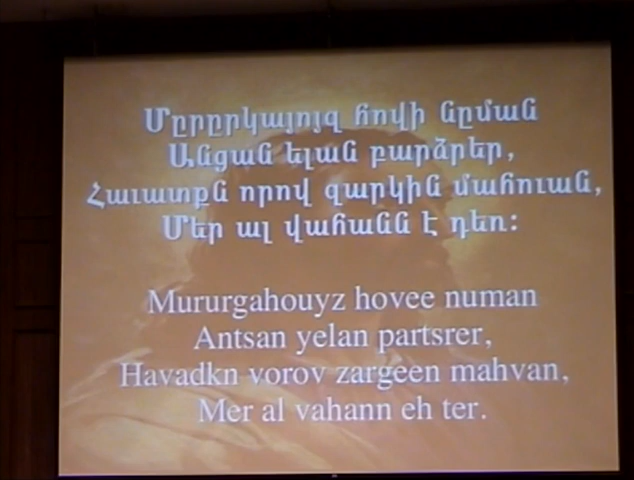 Մըրըրկայոյզ հովի նըման
Անցան ելան բարձրեր,
Հաւատքն որով զարկին մահուան,
Մեր ալ վահանն է դեռ:
Mururgahouyz hovee numan
Antsan yelan partsrer,
Havadkn vorov zargeen mahvan,
Mer al vahann eh ter.